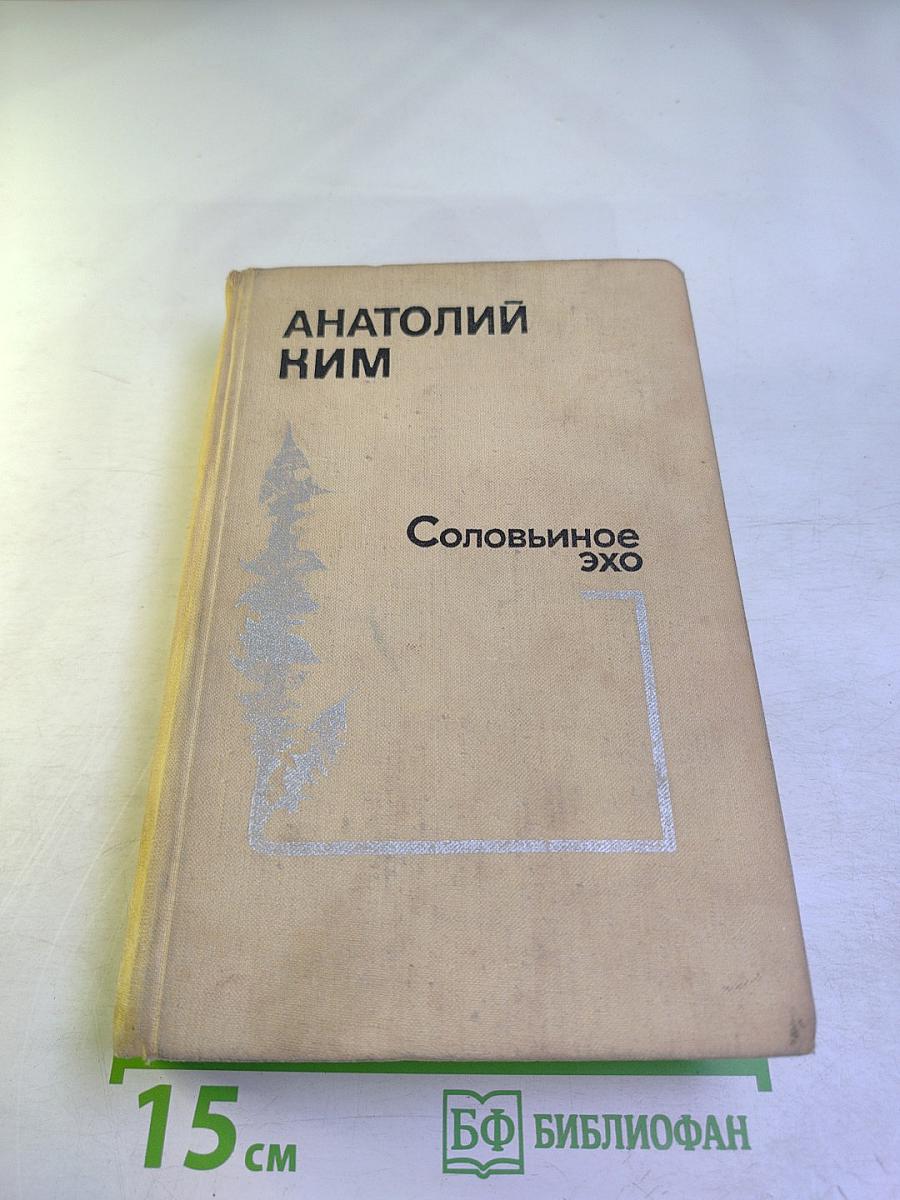 АНАТОЛИЙ
КИМ
Соловьиное
эхо
15 см
БФ БИБЛИОФАН